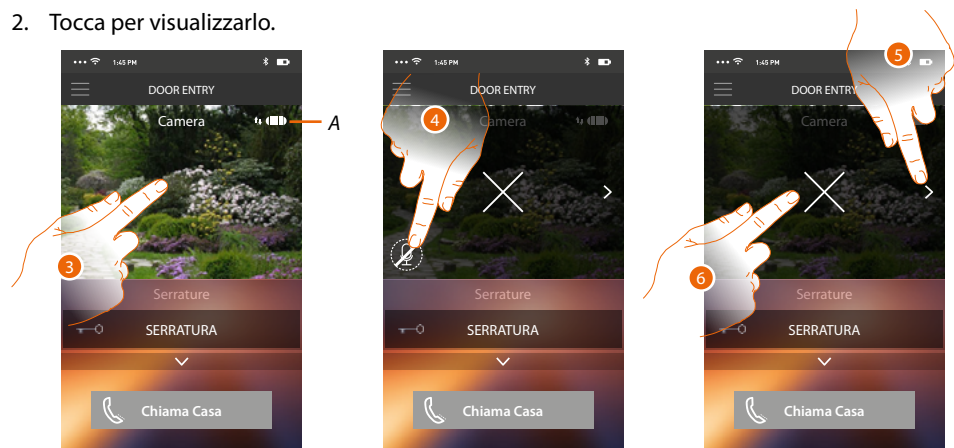 2. Tocca per visualizzarlo.
1:45 PM
DOOR ENTRY
Camera
A
3
Serrature
SERRATURA
Chiama Casa
1:45 PM
DOOR ENTRY
4
Camera
Serrature
SERRATURA
Chiama Casa
1:45 PM
5
DOOR ENTRY
Camera
6
Serrature
SERRATURA
Chiama Casa